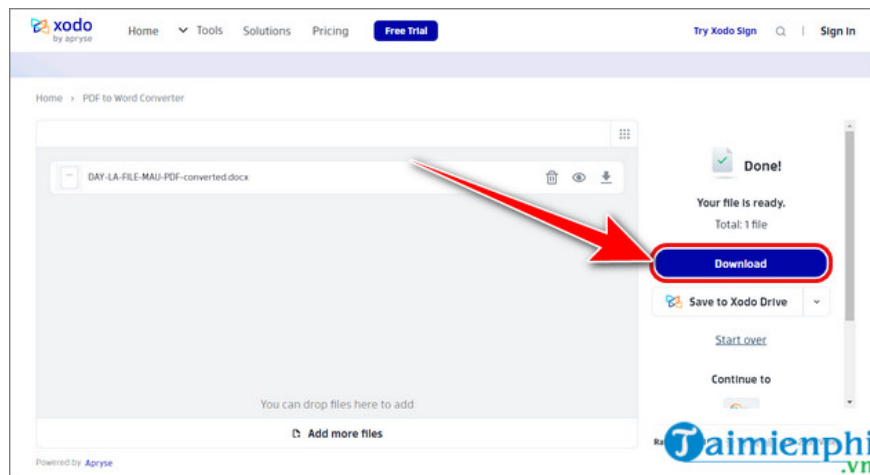 xodo
by apryse
Home Tools Solutions Pricing Free Trial Try Xodo Sign Sign in
Home > PDF to Word Converter
DAY-LA-FILE-MAU-PDF-converted.docx
Done!
Your file is ready.
Total: 1 file
Download
Save to Xodo Drive
Start over
Continue to
You can drop files here to add
Add more files
Powered by Apryse
Taimienphi
.vn